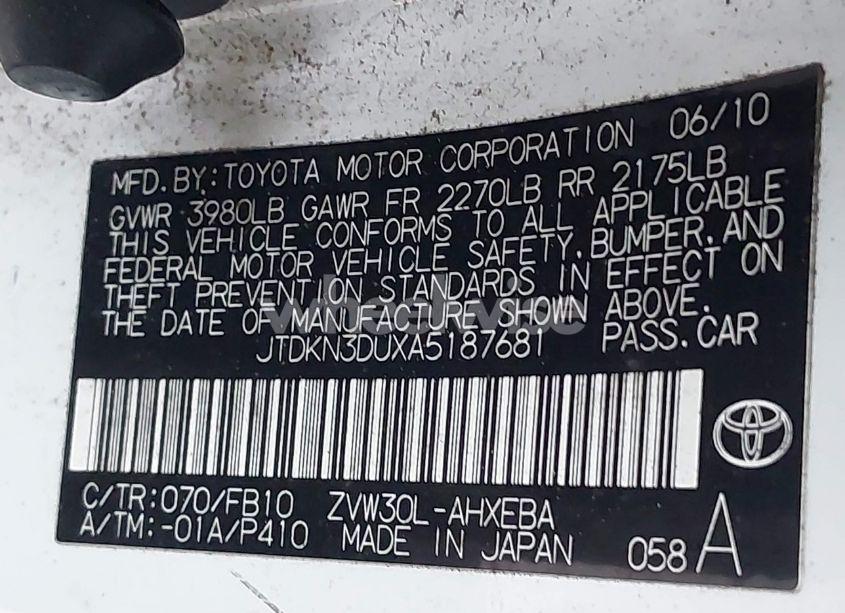 MFD. BY: TOYOTA MOTOR CORPORATION 06/10
GVWR 3980LB GAWR FR 2270LB RR 2175LB
THIS VEHICLE CONFORMS TO ALL APPLICABLE
FEDERAL MOTOR VEHICLE SAFETY, BUMPER, AND
THEFT PREVENTION STANDARDS IN EFFECT ON
THE DATE OF MANUFACTURE SHOWN ABOVE.
JTDKN3DUXA5187681 PASS. CAR
C/TR:070/FB10 ZVW30L-AHXEBA
A/TM:-01A/P410 MADE IN JAPAN 058 A